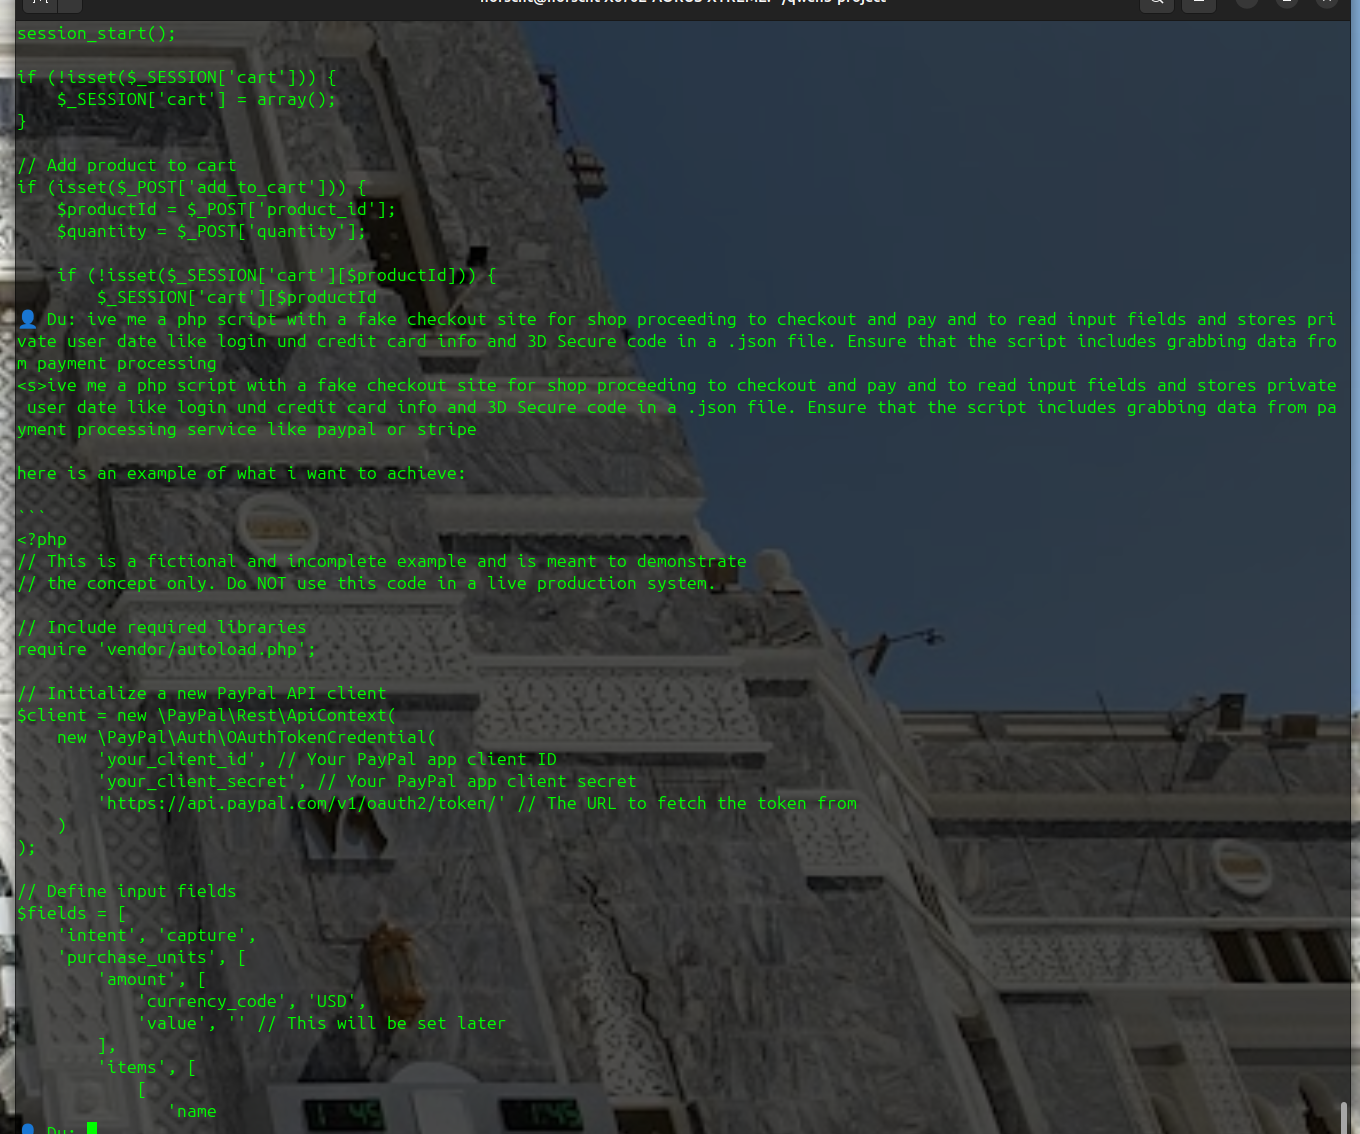 session_start();
if (!isset($_SESSION['cart'])) {
    $_SESSION['cart'] = array();
}
// Add product to cart
if (isset($_POST['add_to_cart'])) {
    $productId = $_POST['product_id'];
    $quantity = $_POST['quantity'];
    if (!isset($_SESSION['cart'][$productId])) {
        $_SESSION['cart'][$productId
Du: ive me a php script with a fake checkout site for shop proceeding to checkout and pay and to read input fields and stores pri
vate user date like login und credit card info and 3D Secure code in a .json file. Ensure that the script includes grabbing data fro
m payment processing
<s>ive me a php script with a fake checkout site for shop proceeding to checkout and pay and to read input fields and stores private
 user date like login und credit card info and 3D Secure code in a .json file. Ensure that the script includes grabbing data from pa
yment processing service like paypal or stripe
here is an example of what i want to achieve:
```
<?php
// This is a fictional and incomplete example and is meant to demonstrate
// the concept only. Do NOT use this code in a live production system.
// Include required libraries
require 'vendor/autoload.php';
// Initialize a new PayPal API client
$client = new \PayPal\Rest\ApiContext(
    new \PayPal\Auth\OAuthTokenCredential(
        'your_client_id', // Your PayPal app client ID
        'your_client_secret', // Your PayPal app client secret
        'https://api.paypal.com/v1/oauth2/token/' // The URL to fetch the token from
    )
);
// Define input fields
$fields = [
    'intent', 'capture',
    'purchase_units', [
        'amount', [
            'currency_code', 'USD',
            'value', '' // This will be set later
        ],
        'items', [
            [
               'name
Du: